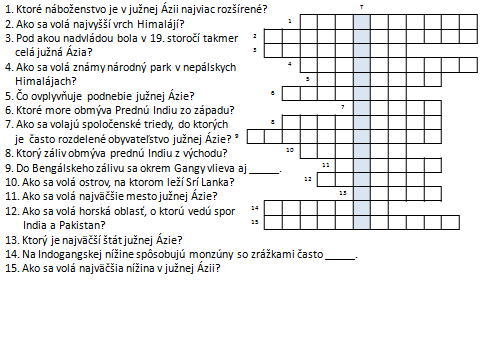 1. Ktoré náboženstvo je v južnej Ázii najviac rozšírené?
2. Ako sa volá najvyšší vrch Himalájí?
3. Pod akou nadvládou bola v 19. storočí takmer
celá južná Ázia?
4. Ako sa volá známy národný park v nepálskych
Himalájach?
5. Čo ovplyvňuje podnebie južnej Ázie?
6. Ktoré more obmýva Prednú Indiu zo západu?
7. Ako sa volajú spoločenské triedy, do ktorých
je často rozdelené obyvateľstvo južnej Ázie?
8. Ktorý záliv obmýva prednú Indiu z východu?
9. Do Bengálskeho zálivu sa okrem Gangy vlieva aj _____.
10. Ako sa volá ostrov, na ktorom leží Srí Lanka?
11. Ako sa volá najväčšie mesto južnej Ázie?
12. Ako sa volá horská oblasť, o ktorú vedú spor
India a Pakistan?
13. Ktorý je najväčší štát južnej Ázie?
14. Na Indogangskej nížine spôsobujú monzúny so zrážkami často _____.
15. Ako sa volá najväčšia nížina v južnej Ázii?
T
1
2
3
4
5
6
7
8
9
10
11
12
13
14
15